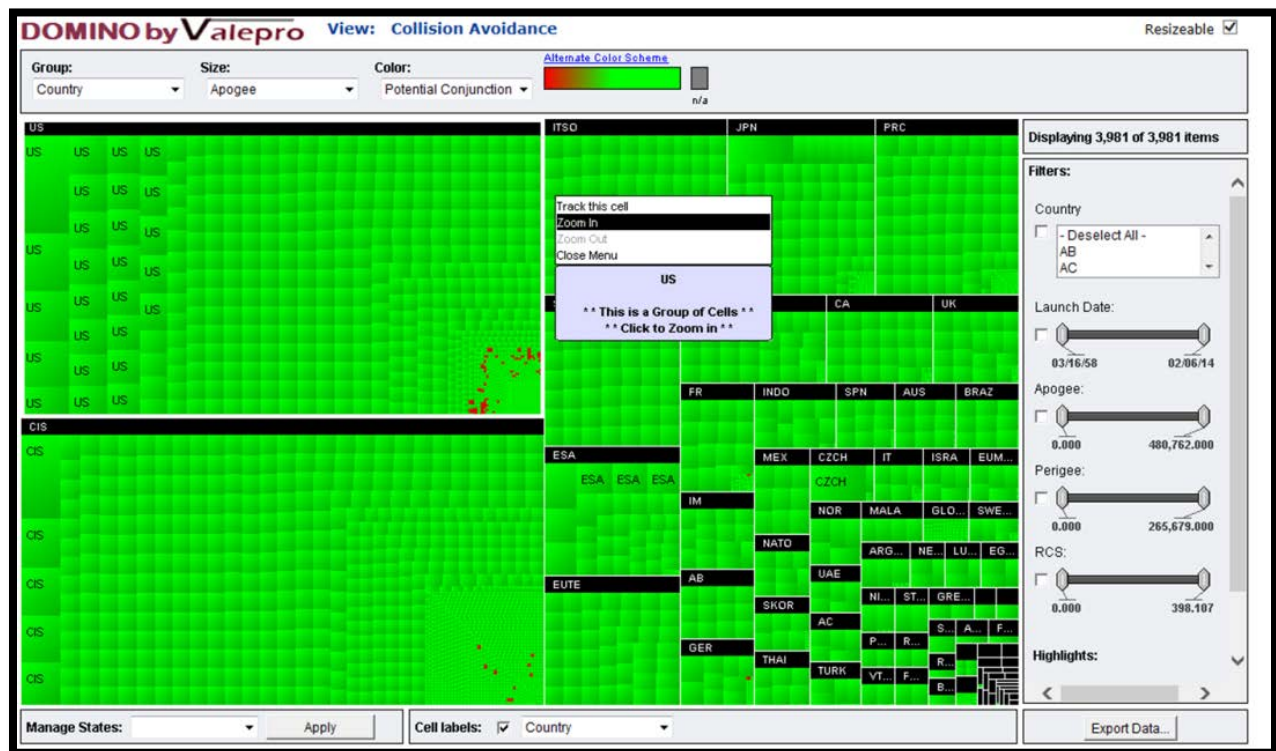 DOMINO by Valepro View: Collision Avoidance Resizeable
Group: Size: Color: Alternate Color Scheme
Country Apogee Potential Conjunction
n/a
US ITSO JPN PRC
Displaying 3,981 of 3,981 items
US US US US
US US US
US US US
US US US US
US US US
US US
US US US
US US US
Track this cell
Zoom In
Zoom Out
Close Menu
US
* * This is a Group of Cells * *
* * Click to Zoom in * *
CA UK
FR INDO SPN AUS BRAZ
CIS
CIS
CIS
CIS
CIS
CIS
ESA MEX CZCH IT ISRA EUM...
ESA ESA ESA CZCH
IM NOR MALA GLO... SWE...
NATO ARG... NE... LU... EG...
EUTE AB UAE
SKOR NI... ST... GRE...
AC S... A... F...
GER P... R...
THAI TURK VT... F... R...
B...
Filters:
Country
- Deselect All -
AB
AC
Launch Date:
03/16/58 02/06/14
Apogee:
0.000 480,762.000
Perigee:
0.000 265,679.000
RCS:
0.000 398.107
Highlights:
Manage States: Apply Cell labels: Country Export Data...